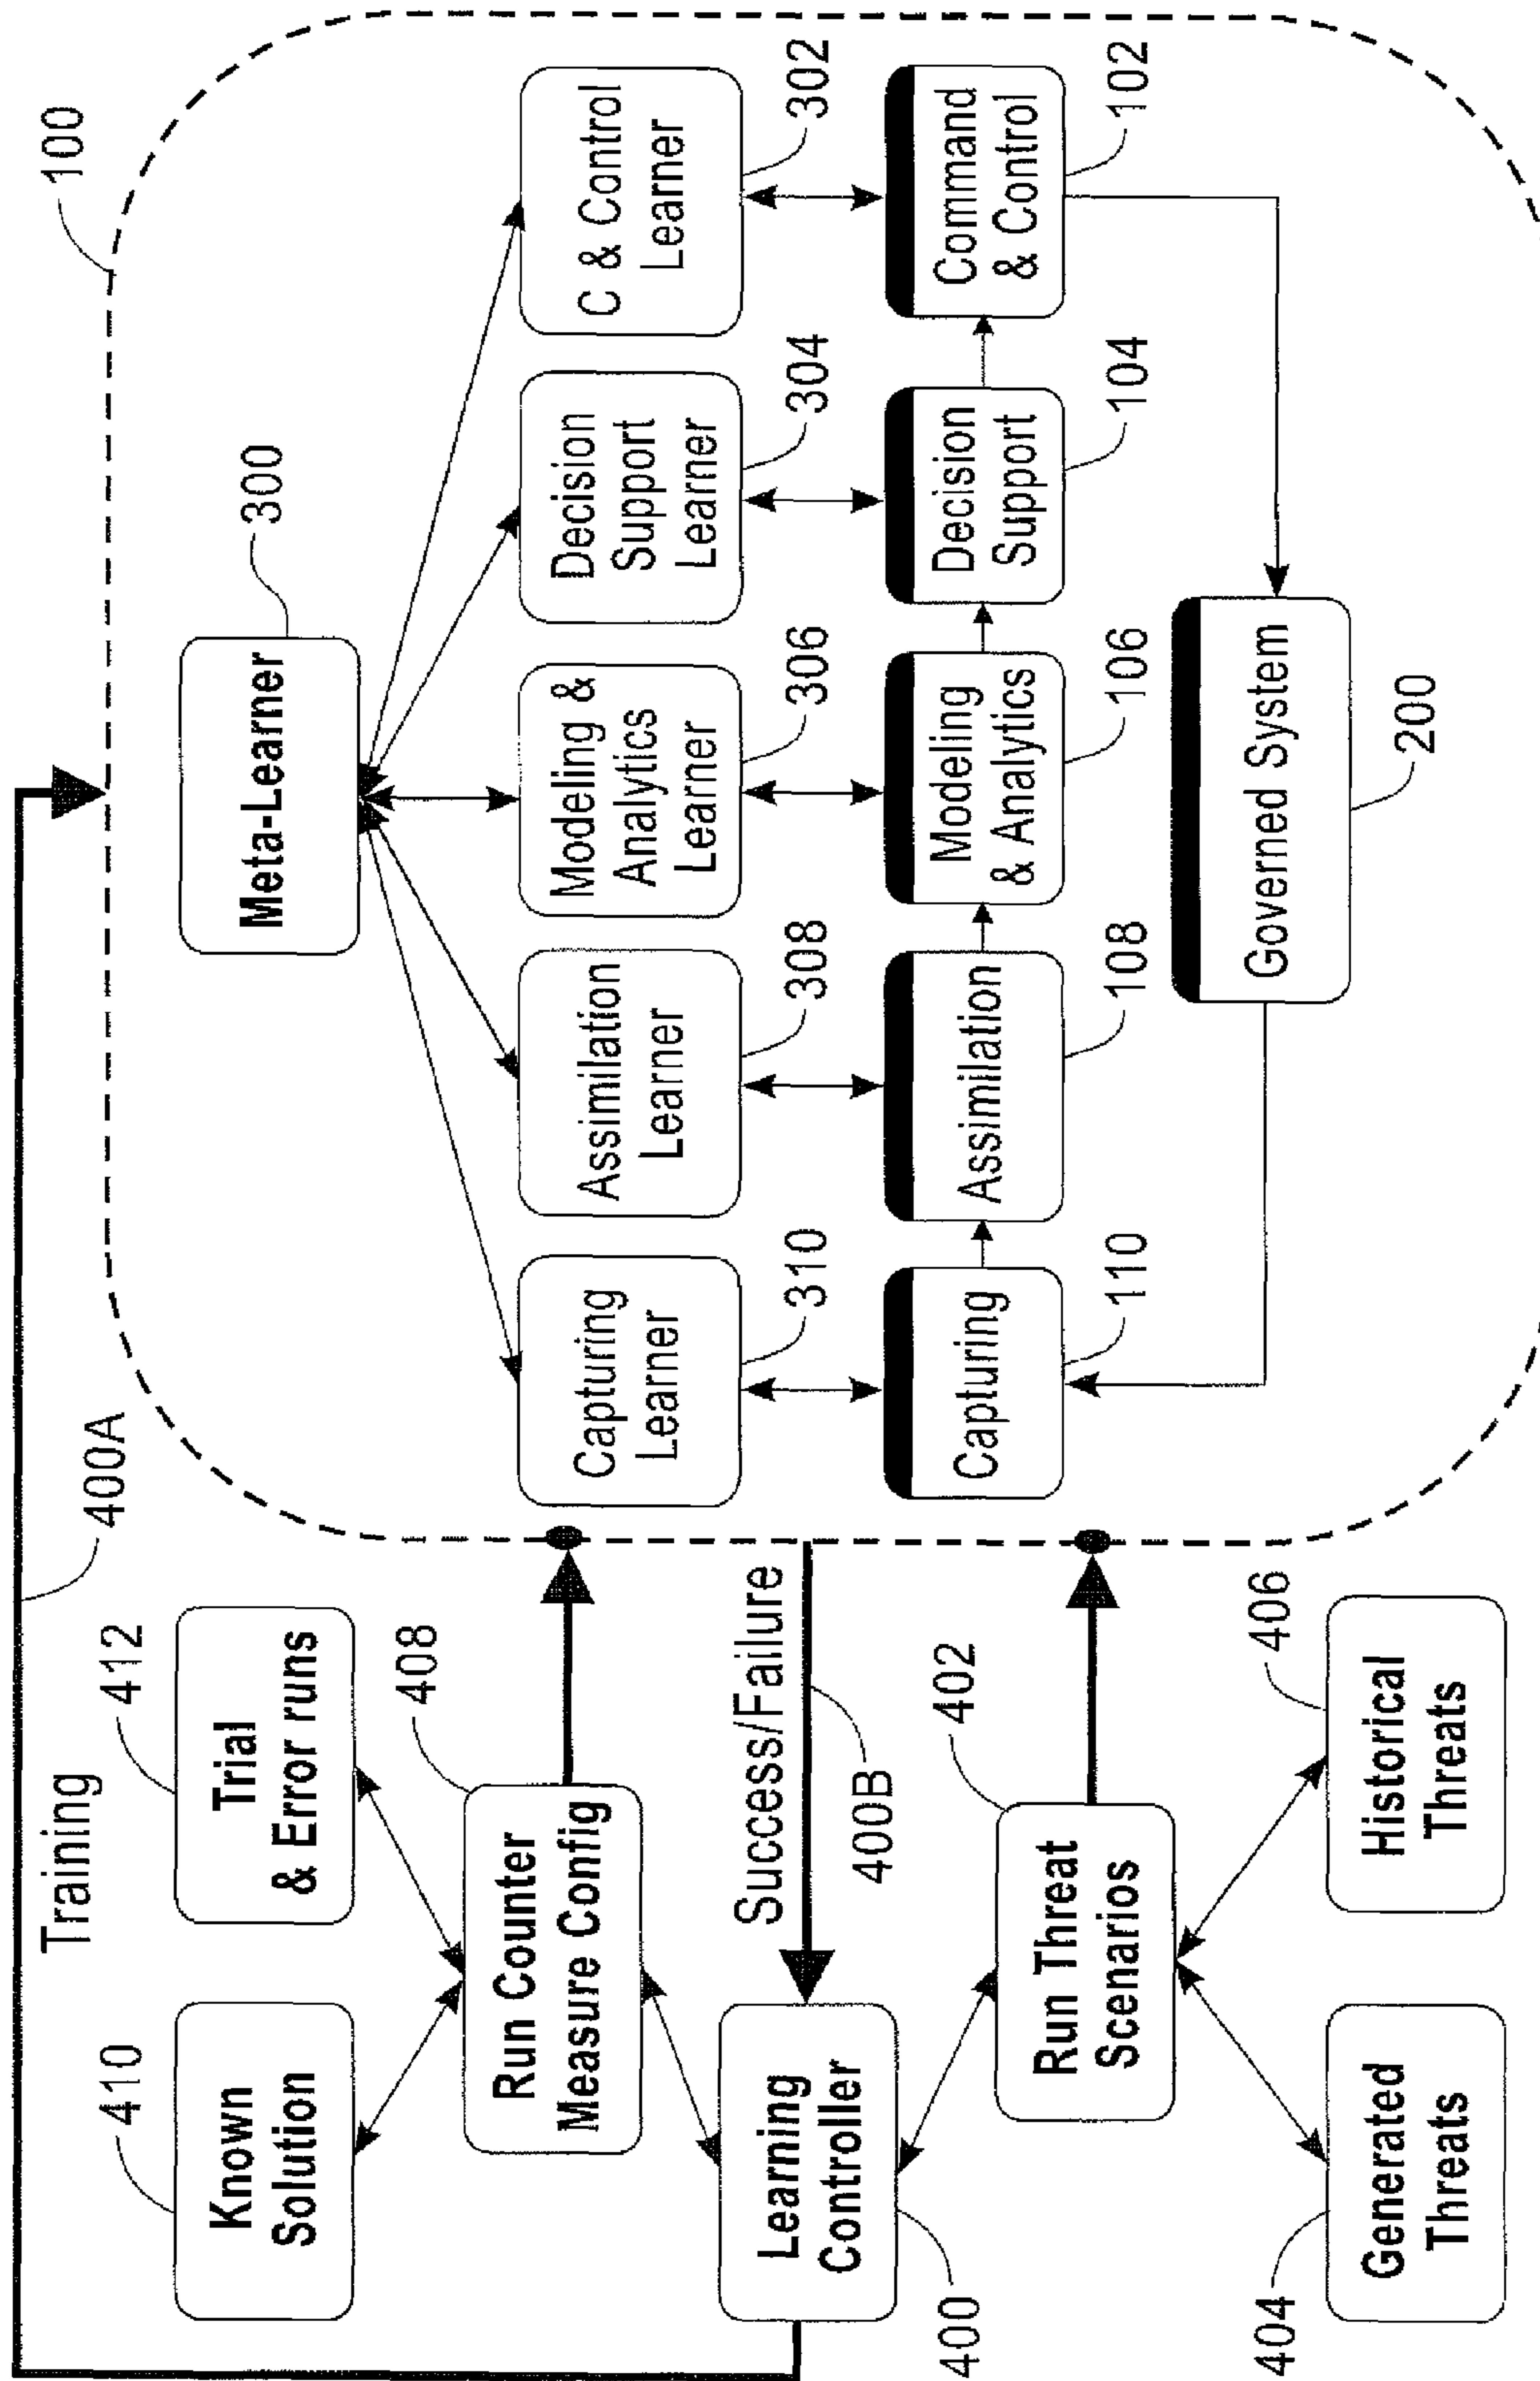 Training
400A
100
410
Known
Solution
412
Trial
& Error runs
Meta-Learner
300
Run Counter
Measure Config
408
Capturing
Learner
310
Assimilation
Learner
308
Modeling &
Analytics
Learner
306
Decision
Support
Learner
304
C & Control
Learner
302
Learning
Controller
400
Success/Failure
400B
Capturing
110
Assimilation
108
Modeling
& Analytics
106
Decision
Support
104
Command
& Control
102
Run Threat
Scenarios
402
Governed System
200
404
Generated
Threats
Historical
Threats
406